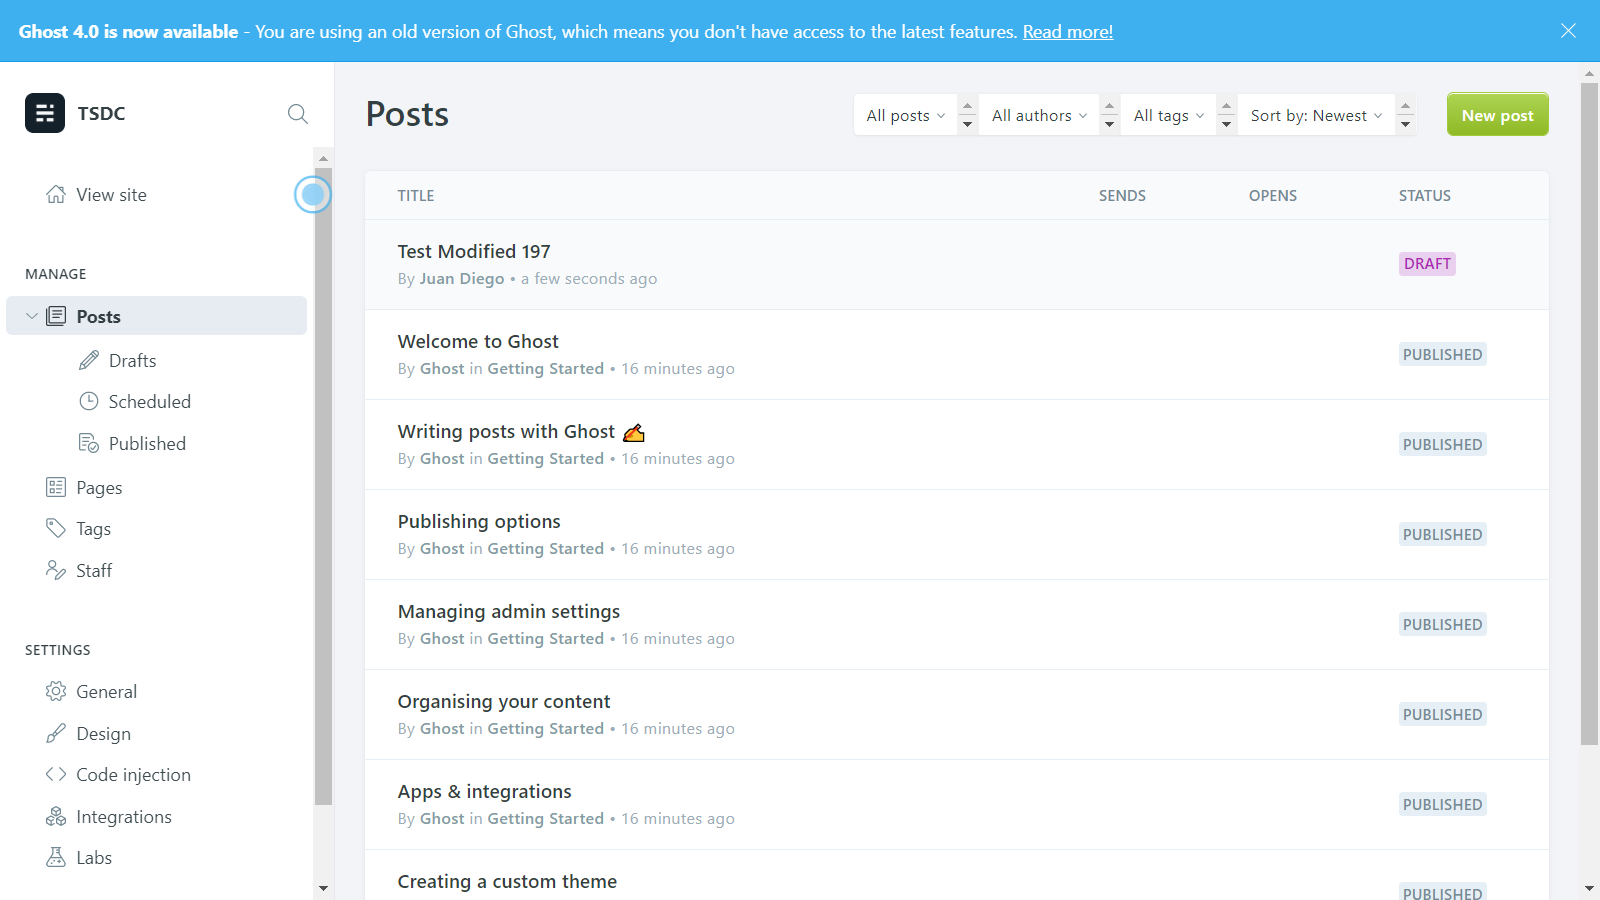 Ghost 4.0 is now available - You are using an old version of Ghost, which means you don't have access to the latest features. Read more!
TSDC
View site
MANAGE
Posts
Drafts
Scheduled
Published
Pages
Tags
Staff
SETTINGS
General
Design
Code injection
Integrations
Labs
Posts
All posts All authors All tags Sort by: Newest New post
TITLE SENDS OPENS STATUS
Test Modified 197
By Juan Diego • a few seconds ago
DRAFT
Welcome to Ghost
By Ghost in Getting Started • 16 minutes ago
PUBLISHED
Writing posts with Ghost ✍️
By Ghost in Getting Started • 16 minutes ago
PUBLISHED
Publishing options
By Ghost in Getting Started • 16 minutes ago
PUBLISHED
Managing admin settings
By Ghost in Getting Started • 16 minutes ago
PUBLISHED
Organising your content
By Ghost in Getting Started • 16 minutes ago
PUBLISHED
Apps & integrations
By Ghost in Getting Started • 16 minutes ago
PUBLISHED
Creating a custom theme
PUBLISHED